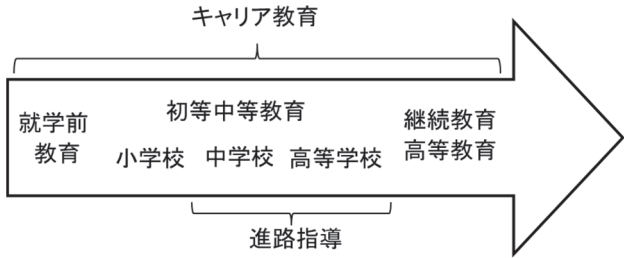 キャリア教育
就学前
教育
初等中等教育
小学校 中学校 高等学校
継続教育
高等教育
進路指導